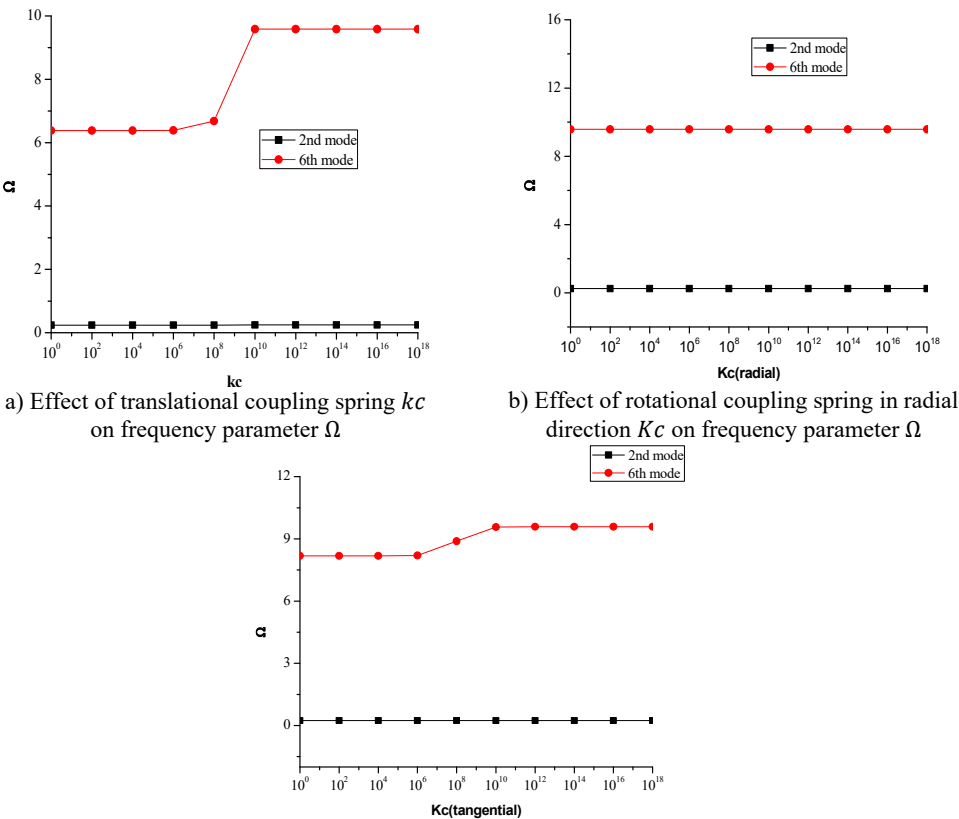 10
8
6
4
2
0
Ω
2nd mode
6th mode
10^0 10^2 10^4 10^6 10^8 10^10 10^12 10^14 10^16 10^18
kc
a) Effect of translational coupling spring kc
on frequency parameter Ω
16
12
8
4
0
Ω
2nd mode
6th mode
10^0 10^2 10^4 10^6 10^8 10^10 10^12 10^14 10^16 10^18
Kc(radial)
b) Effect of rotational coupling spring in radial
direction Kc on frequency parameter Ω
2nd mode
6th mode
12
9
6
3
0
Ω
10^0 10^2 10^4 10^6 10^8 10^10 10^12 10^14 10^16 10^18
Kc(tangential)